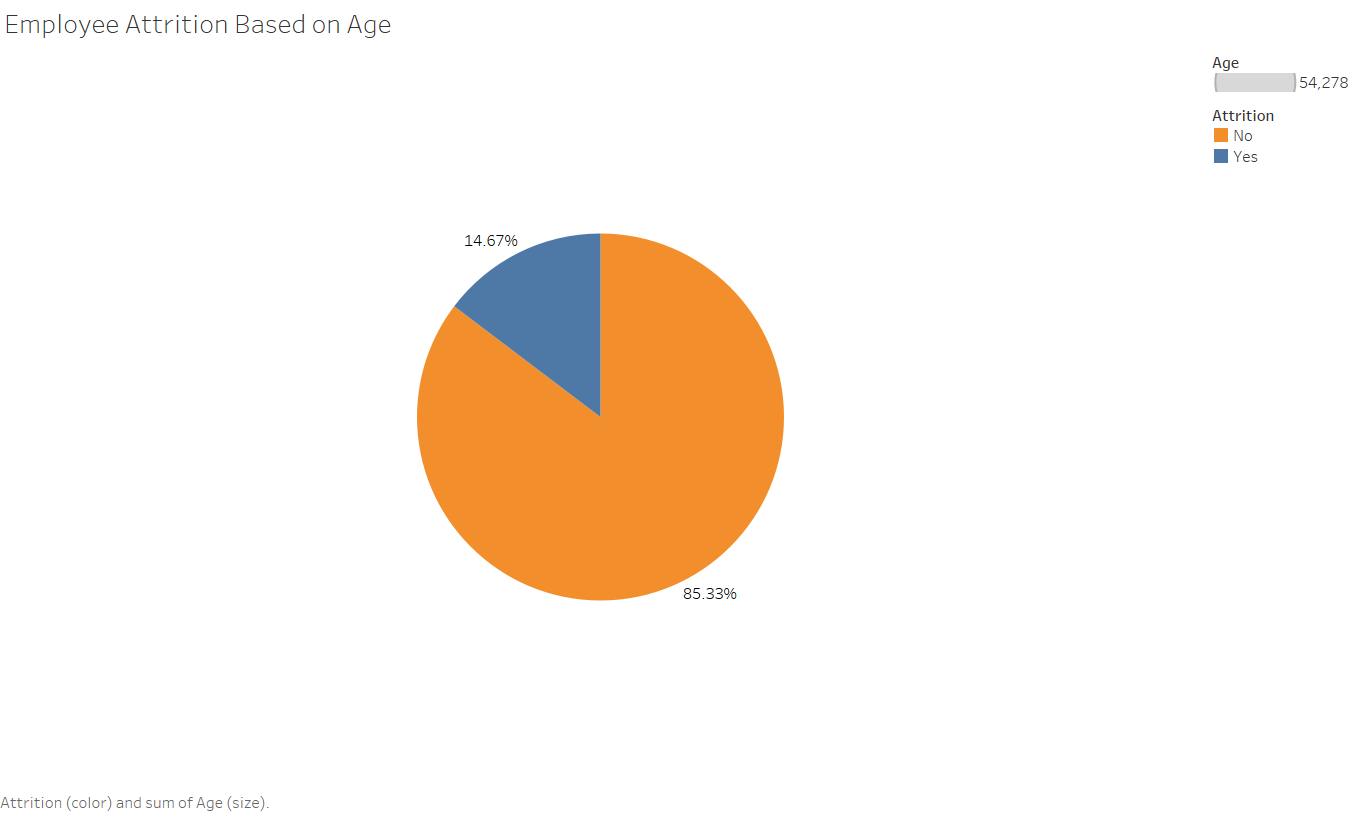 Employee Attrition Based on Age
Age
54,278
Attrition
No
Yes
14.67%
85.33%
Attrition (color) and sum of Age (size).